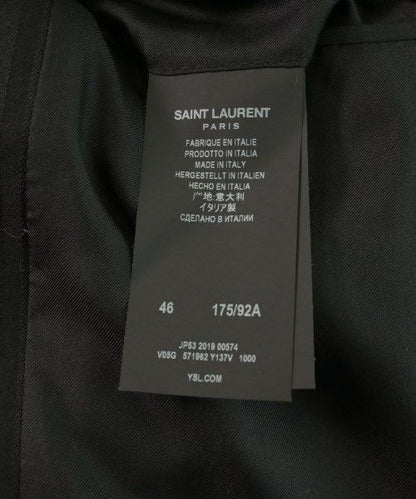 SAINT LAURENT
PARIS
FABRIQUE EN ITALIE
PRODOTTO IN ITALIA
MADE IN ITALY
HERGESTELLT IN ITALIEN
HECHO EN ITALIA
产地:意大利
イタリア製
СДЕЛАНО В ИТАЛИИ
46 175/92A
JP53 2019 00574
V05G 571962 Y137V 1000
YSL.COM